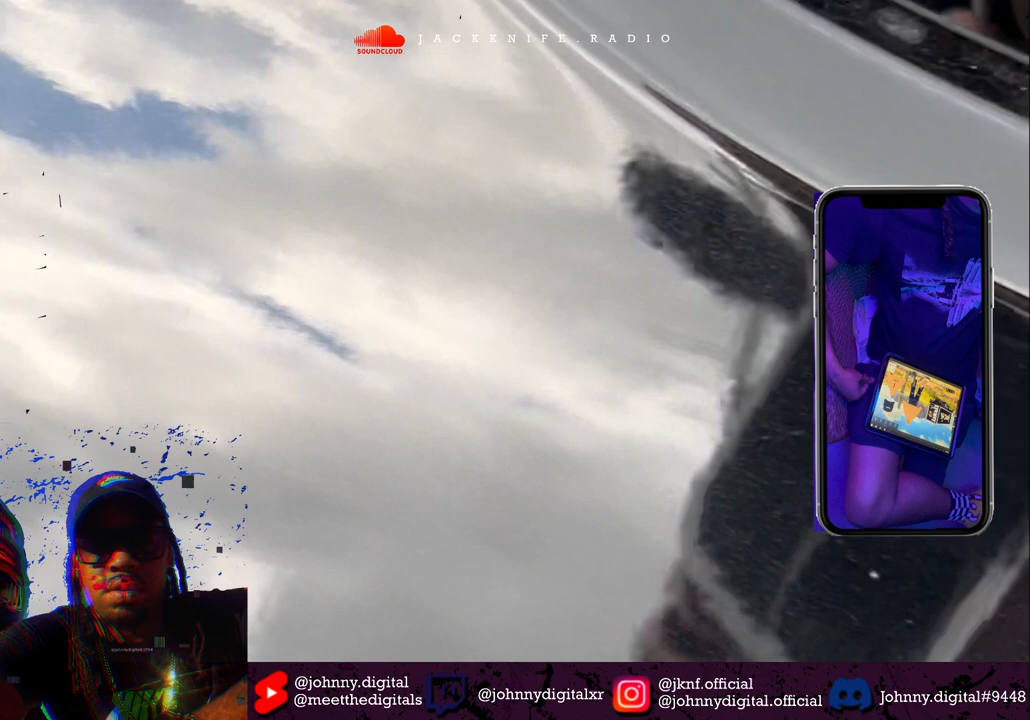 SOUNDCLOUD
JACKKNIFE.RADIO
@johnny.digital
@meetthedigitals
@johnnydigitalxr
@jknf.official
@johnnydigital.official
Johnny.digital#9448